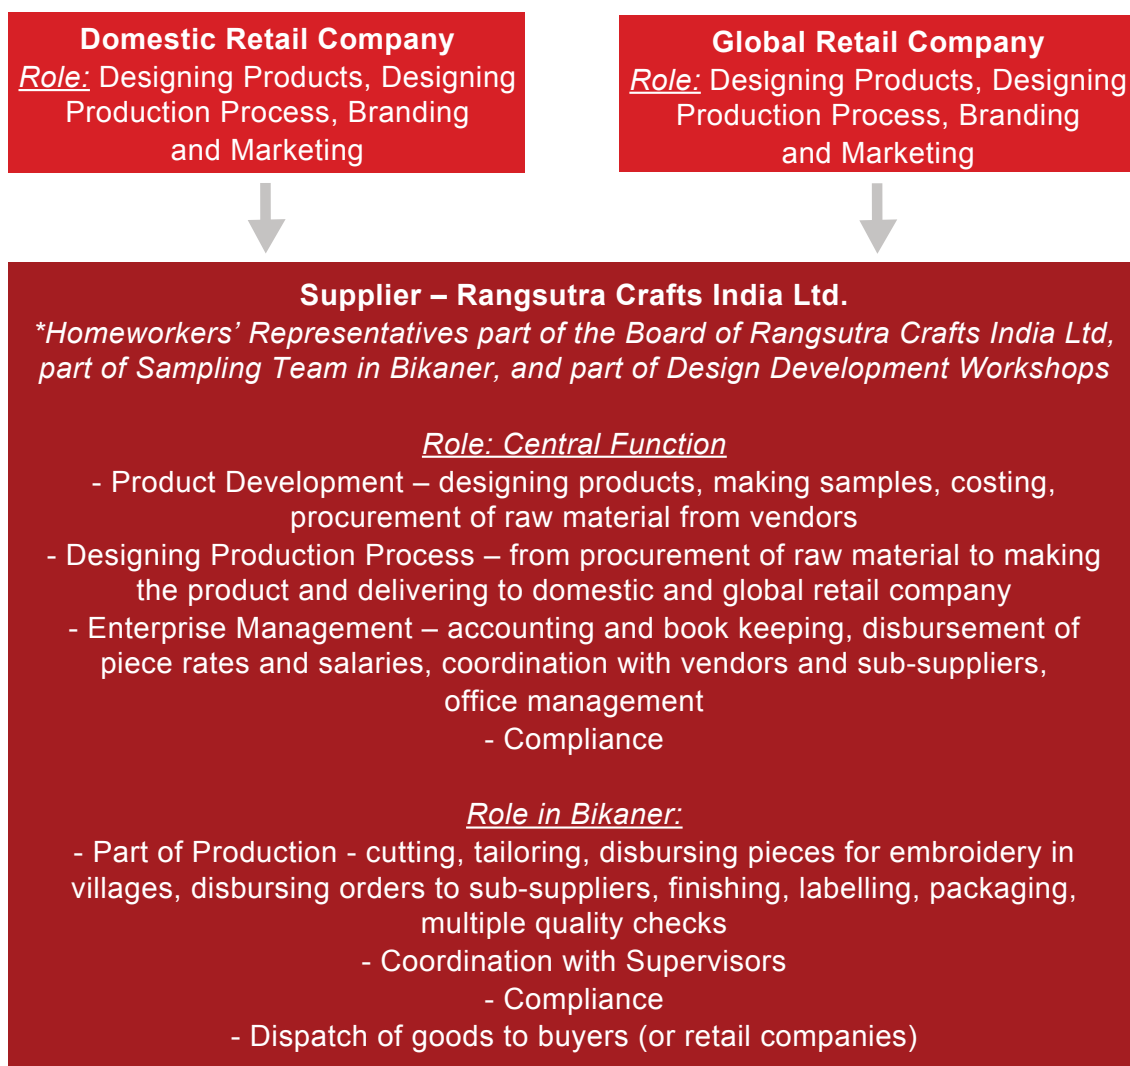 Domestic Retail Company
Role: Designing Products, Designing
Production Process, Branding
and Marketing
Global Retail Company
Role: Designing Products, Designing
Production Process, Branding
and Marketing
Supplier – Rangsutra Crafts India Ltd.
*Homeworkers’ Representatives part of the Board of Rangsutra Crafts India Ltd,
part of Sampling Team in Bikaner, and part of Design Development Workshops
Role: Central Function
- Product Development – designing products, making samples, costing,
procurement of raw material from vendors
- Designing Production Process – from procurement of raw material to making
the product and delivering to domestic and global retail company
- Enterprise Management – accounting and book keeping, disbursement of
piece rates and salaries, coordination with vendors and sub-suppliers,
office management
- Compliance
Role in Bikaner:
- Part of Production - cutting, tailoring, disbursing pieces for embroidery in
villages, disbursing orders to sub-suppliers, finishing, labelling, packaging,
multiple quality checks
- Coordination with Supervisors
- Compliance
- Dispatch of goods to buyers (or retail companies)